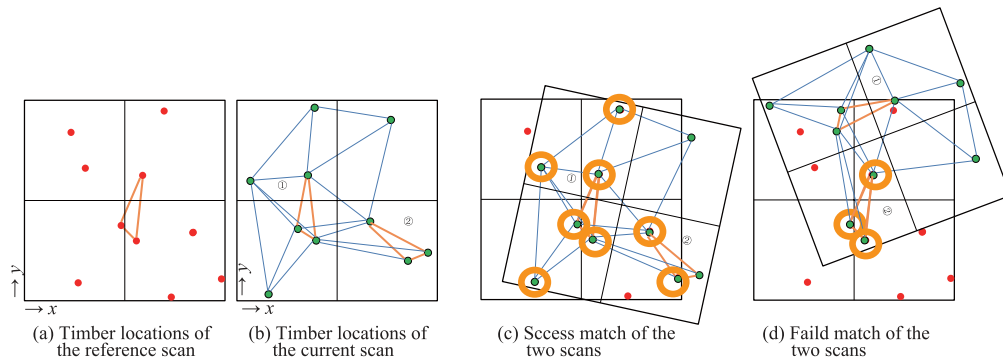 ①
②
①
②
①
②
→ y
→ x
→ y
→ x
(a) Timber locations of
the reference scan
(b) Timber locations of
the current scan
(c) Sccess match of the
two scans
(d) Faild match of the
two scans